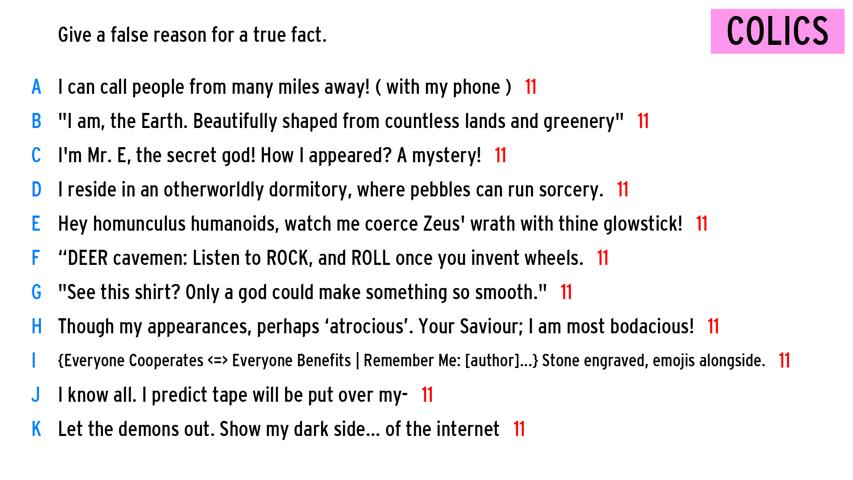 Give a false reason for a true fact.
COLICS
A I can call people from many miles away! ( with my phone ) 11
B "I am, the Earth. Beautifully shaped from countless lands and greenery" 11
C I'm Mr. E, the secret god! How I appeared? A mystery! 11
D I reside in an otherworldly dormitory, where pebbles can run sorcery. 11
E Hey homunculus humanoids, watch me coerce Zeus' wrath with thine glowstick! 11
F “DEER cavemen: Listen to ROCK, and ROLL once you invent wheels. 11
G "See this shirt? Only a god could make something so smooth." 11
H Though my appearances, perhaps ‘atrocious’. Your Saviour; I am most bodacious! 11
I {Everyone Cooperates <=> Everyone Benefits | Remember Me: [author]...} Stone engraved, emojis alongside. 11
J I know all. I predict tape will be put over my- 11
K Let the demons out. Show my dark side... of the internet 11